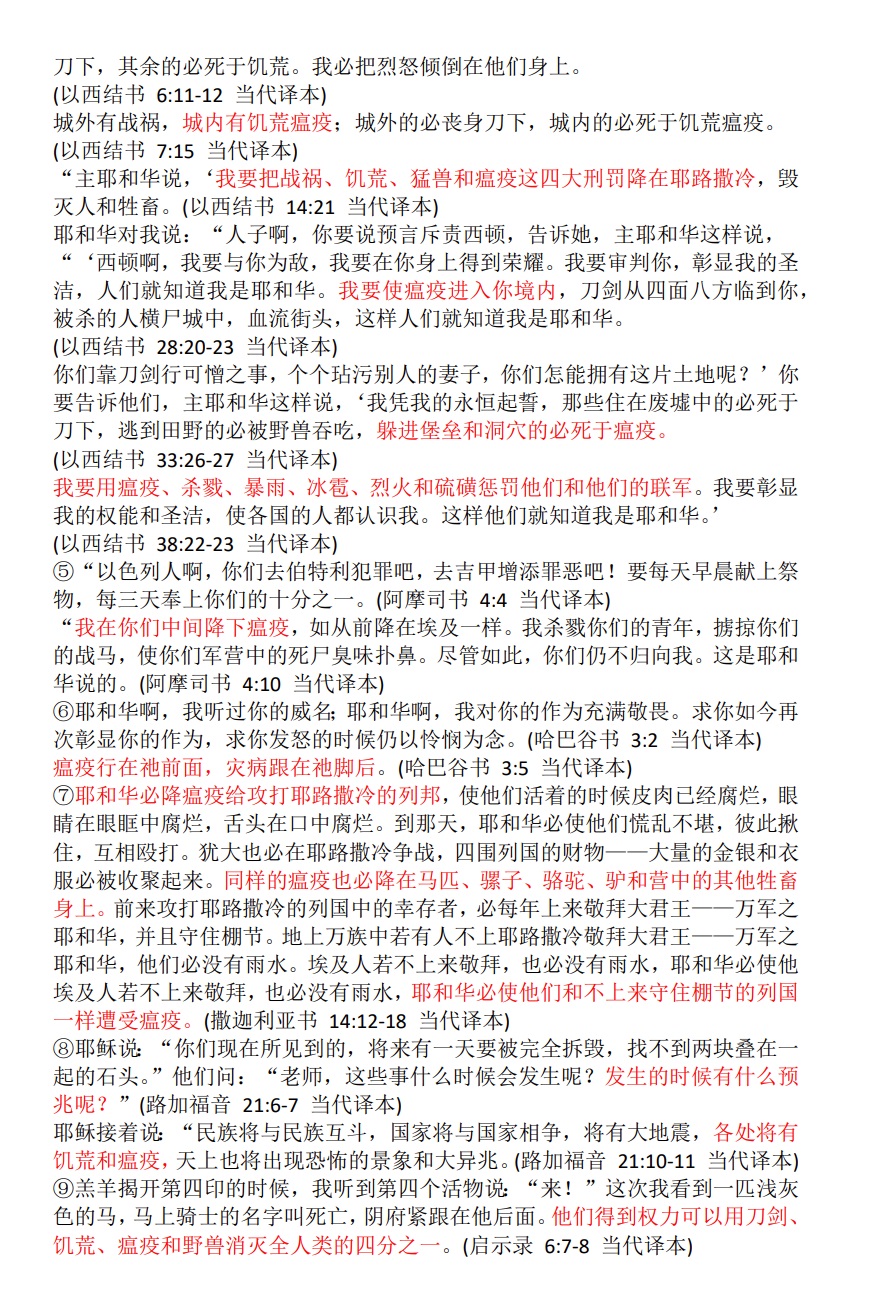 刀下，其余的必死于饥荒。我必把烈怒倾倒在他们身上。
(以西结书 6:11-12 当代译本)
城外有战祸，城内有饥荒瘟疫；城外的必丧身刀下，城内的必死于饥荒瘟疫。
(以西结书 7:15 当代译本)
“主耶和华说，‘我要把战祸、饥荒、猛兽和瘟疫这四大刑罚降在耶路撒冷，毁
灭人和牲畜。(以西结书 14:21 当代译本)
耶和华对我说：“人子啊，你要说预言斥责西顿，告诉她，主耶和华这样说，
“‘西顿啊，我要与你为敌，我要在你身上得到荣耀。我要审判你，彰显我的圣
洁，人们就知道我是耶和华。我要使瘟疫进入你境内，刀剑从四面八方临到你，
被杀的人横尸城中，血流街头，这样人们就知道我是耶和华。
(以西结书 28:20-23 当代译本)
你们靠刀剑行可憎之事，个个玷污别人的妻子，你们怎能拥有这片土地呢？’你
要告诉他们，主耶和华这样说，‘我凭我的永恒起誓，那些住在废墟中的必死于
刀下，逃到田野的必被野兽吞吃，躲进堡垒和洞穴的必死于瘟疫。
(以西结书 33:26-27 当代译本)
我要用瘟疫、杀戮、暴雨、冰雹、烈火和硫磺惩罚他们和他们的联军。我要彰显
我的权能和圣洁，使各国的人都认识我。这样他们就知道我是耶和华。’
(以西结书 38:22-23 当代译本)
⑤“以色列人啊，你们去伯特利犯罪吧，去吉甲增添罪恶吧！要每天早晨献上祭
物，每三天奉上你们的十分之一。(阿摩司书 4:4 当代译本)
“我在你们中间降下瘟疫，如从前降在埃及一样。我杀戮你们的青年，掳掠你们
的战马，使你们军营中的死尸臭味扑鼻。尽管如此，你们仍不归向我。这是耶和
华说的。(阿摩司书 4:10 当代译本)
⑥耶和华啊，我听过你的威名；耶和华啊，我对你的作为充满敬畏。求你如今再
次彰显你的作为，求你发怒的时候仍以怜悯为念。(哈巴谷书 3:2 当代译本)
瘟疫行在祂前面，灾病跟在祂脚后。(哈巴谷书 3:5 当代译本)
⑦耶和华必降瘟疫给攻打耶路撒冷的列邦，使他们活着的时候皮肉已经腐烂，眼
睛在眼眶中腐烂，舌头在口中腐烂。到那天，耶和华必使他们慌乱不堪，彼此揪
住，互相殴打。犹大也必在耶路撒冷争战，四围列国的财物——大量的金银和衣
服必被收聚起来。同样的瘟疫也必降在马匹、骡子、骆驼、驴和营中的其他牲畜
身上。前来攻打耶路撒冷的列国中的幸存者，必每年上来敬拜大君王——万军之
耶和华，并且守住棚节。地上万族中若有人不上耶路撒冷敬拜大君王——万军之
耶和华，他们必没有雨水。埃及人若不上来敬拜，也必没有雨水，耶和华必使他
埃及人若不上来敬拜，也必没有雨水，耶和华必使他们和不上来守住棚节的列国
一样遭受瘟疫。(撒迦利亚书 14:12-18 当代译本)
⑧耶稣说：“你们现在所见到的，将来有一天要被完全拆毁，找不到两块叠在一
起的石头。”他们问：“老师，这些事什么时候会发生呢？发生的时候有什么预
兆呢？”(路加福音 21:6-7 当代译本)
耶稣接着说：“民族将与民族互斗，国家将与国家相争，将有大地震，各处将有
饥荒和瘟疫，天上也将出现恐怖的景象和大异兆。(路加福音 21:10-11 当代译本)
⑨羔羊揭开第四印的时候，我听到第四个活物说：“来！”这次我看到一匹浅灰
色的马，马上骑士的名字叫死亡，阴府紧跟在他后面。他们得到权力可以用刀剑、
饥荒、瘟疫和野兽消灭全人类的四分之一。(启示录 6:7-8 当代译本)